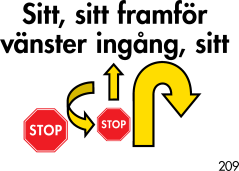 Sitt, sitt framför
vänster ingång, sitt
STOP
STOP
209